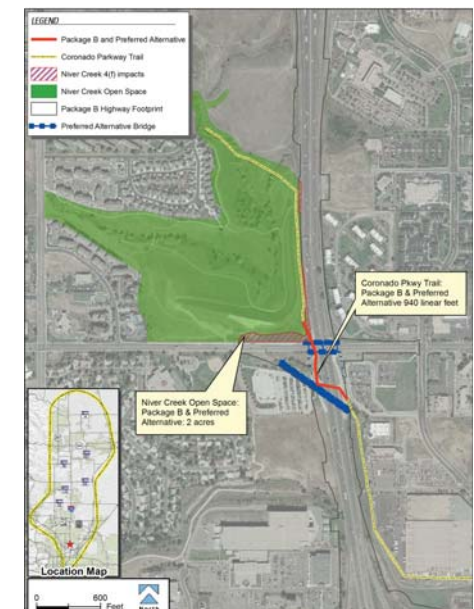 LEGEND
Package B and Preferred Alternative
Coronado Parkway Trail
Niver Creek 4(f) impacts
Niver Creek Open Space
Package B Highway Footprint
Preferred Alternative Bridge
Coronado Pkwy Trail:
Package B & Preferred
Alternative 940 linear feet
Niver Creek Open Space:
Package B & Preferred
Alternative: 2 acres
Location Map
0 600
Feet
North